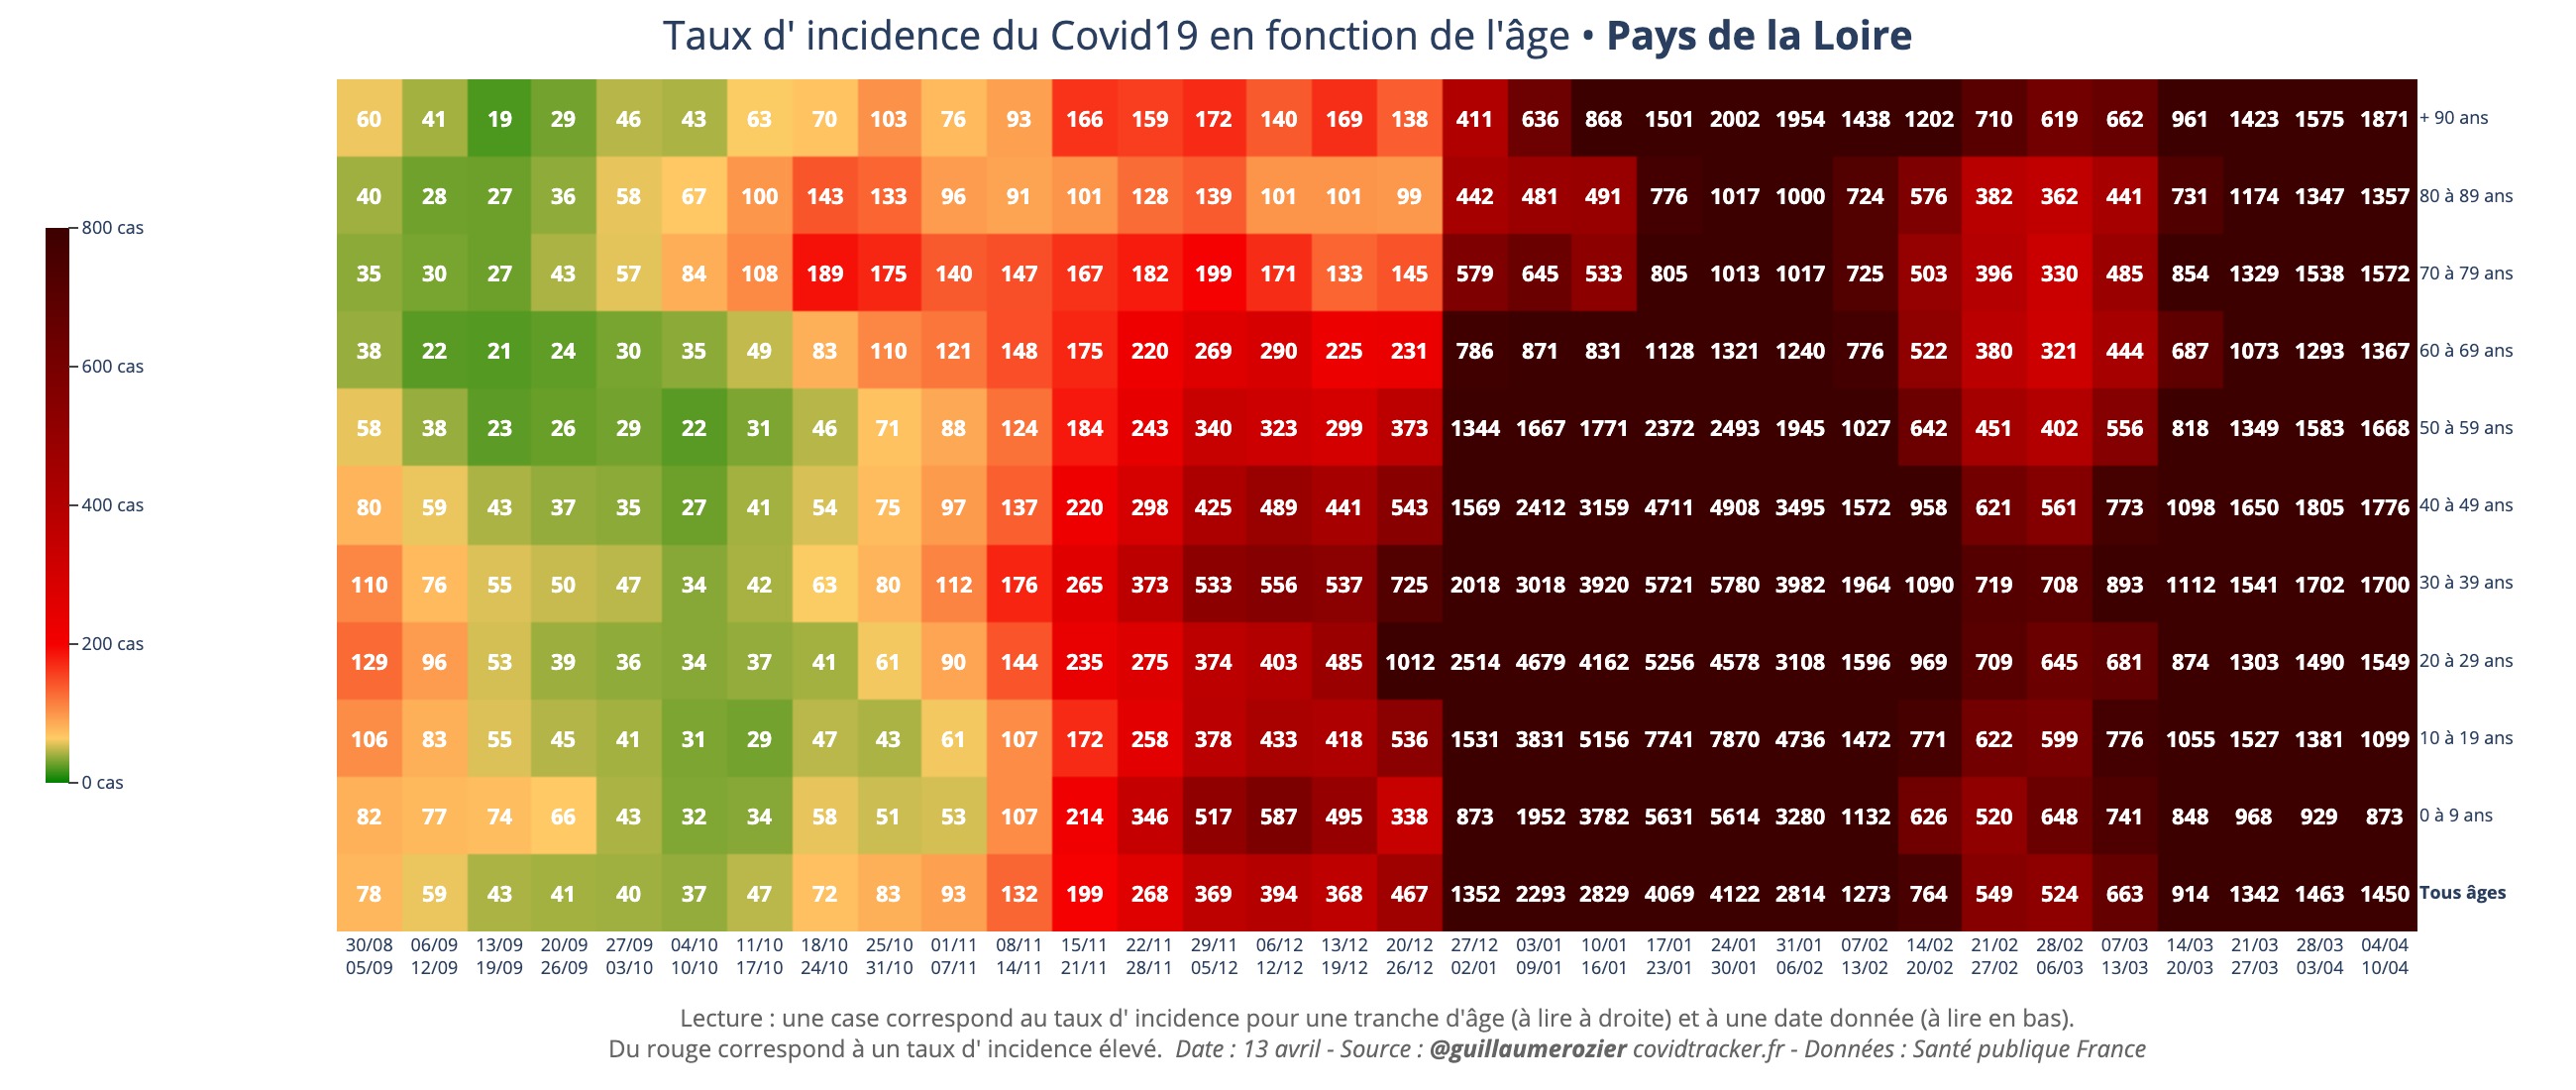 Taux d' incidence du Covid19 en fonction de l'âge • Pays de la Loire
800 cas
600 cas
400 cas
200 cas
0 cas
60 41 19 29 46 43 63 70 103 76 93 166 159 172 140 169 138 411 636 868 1501 2002 1954 1438 1202 710 619 662 961 1423 1575 1871 + 90 ans
40 28 27 36 58 67 100 143 133 96 91 101 128 139 101 101 99 442 481 491 776 1017 1000 724 576 382 362 441 731 1174 1347 1357 80 à 89 ans
35 30 27 43 57 84 108 189 175 140 147 167 182 199 171 133 145 579 645 533 805 1013 1017 725 503 396 330 485 854 1329 1538 1572 70 à 79 ans
38 22 21 24 30 35 49 83 110 121 148 175 220 269 290 225 231 786 871 831 1128 1321 1240 776 522 380 321 444 687 1073 1293 1367 60 à 69 ans
58 38 23 26 29 22 31 46 71 88 124 184 243 340 323 299 373 1344 1667 1771 2372 2493 1945 1027 642 451 402 556 818 1349 1583 1668 50 à 59 ans
80 59 43 37 35 27 41 54 75 97 137 220 298 425 489 441 543 1569 2412 3159 4711 4908 3495 1572 958 621 561 773 1098 1650 1805 1776 40 à 49 ans
110 76 55 50 47 34 42 63 80 112 176 265 373 533 556 537 725 2018 3018 3920 5721 5780 3982 1964 1090 719 708 893 1112 1541 1702 1700 30 à 39 ans
129 96 53 39 36 34 37 41 61 90 144 235 275 374 403 485 1012 2514 4679 4162 5256 4578 3108 1596 969 709 645 681 874 1303 1490 1549 20 à 29 ans
106 83 55 45 41 31 29 47 43 61 107 172 258 378 433 418 536 1531 3831 5156 7741 7870 4736 1472 771 622 599 776 1055 1527 1381 1099 10 à 19 ans
82 77 74 66 43 32 34 58 51 53 107 214 346 517 587 495 338 873 1952 3782 5631 5614 3280 1132 626 520 648 741 848 968 929 873 0 à 9 ans
78 59 43 41 40 37 47 72 83 93 132 199 268 369 394 368 467 1352 2293 2829 4069 4122 2814 1273 764 549 524 663 914 1342 1463 1450 Tous âges
30/08 06/09 13/09 20/09 27/09 04/10 11/10 18/10 25/10 01/11 08/11 15/11 22/11 29/11 06/12 13/12 20/12 27/12 03/01 10/01 17/01 24/01 31/01 07/02 14/02 21/02 28/02 07/03 14/03 21/03 28/03 04/04
05/09 12/09 19/09 26/09 03/10 10/10 17/10 24/10 31/10 07/11 14/11 21/11 28/11 05/12 12/12 19/12 26/12 02/01 09/01 16/01 23/01 30/01 06/02 13/02 20/02 27/02 06/03 13/03 20/03 27/03 03/04 10/04
Lecture : une case correspond au taux d' incidence pour une tranche d'âge (à lire à droite) et à une date donnée (à lire en bas).
Du rouge correspond à un taux d' incidence élevé. Date : 13 avril - Source : @guillaumerozier covidtracker.fr - Données : Santé publique France